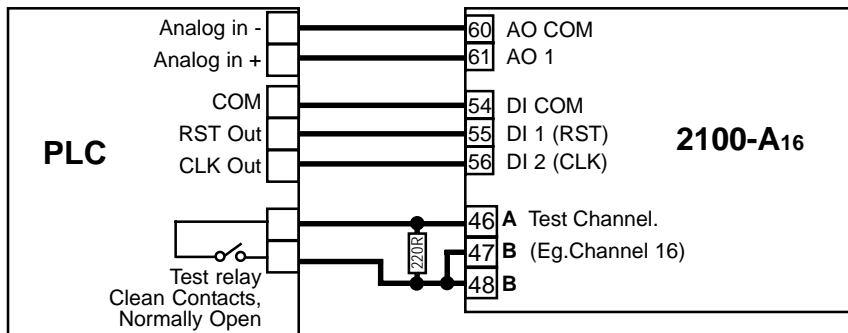 Analog in - 60 AO COM
Analog in + 61 AO 1
COM 54 DI COM
RST Out 55 DI 1 (RST)
PLC 2100-A16
CLK Out 56 DI 2 (CLK)
46 A Test Channel.
220R
47 B (Eg.Channel 16)
48 B
Test relay
Clean Contacts,
Normally Open